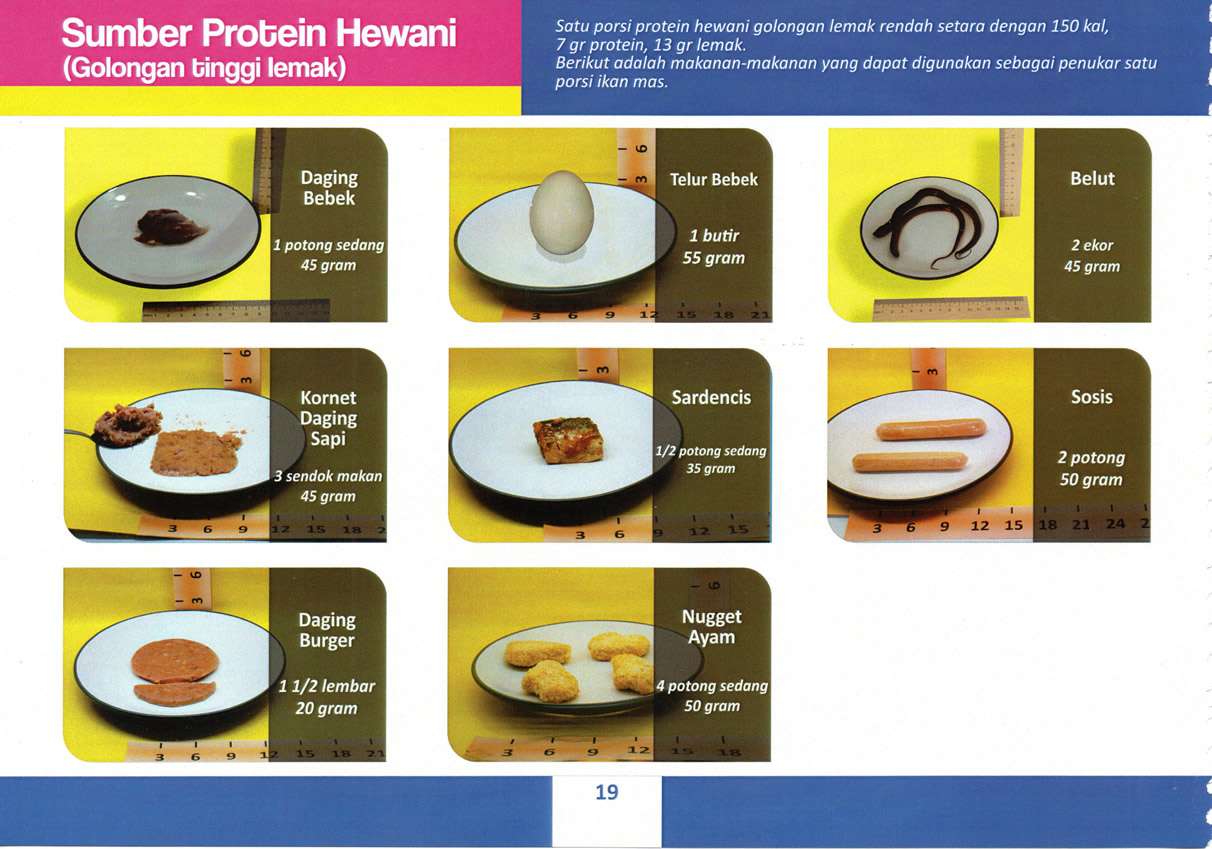 Sumber Protein Hewani
(Golongan tinggi lemak)
Satu porsi protein hewani golongan lemak rendah setara dengan 150 kal,
7 gr protein, 13 gr lemak.
Berikut adalah makanan-makanan yang dapat digunakan sebagai penukar satu
porsi ikan mas.
Daging
Bebek
1 potong sedang
45 gram
Telur Bebek
1 butir
55 gram
6
3
3 6 9 12 15 18 21
Belut
2 ekor
45 gram
Kornet
Daging
Sapi
3 sendok makan
45 gram
6
3
3 6 9 12 15 18 2
Sardencis
1/2 potong sedang
35 gram
3
3 6 9 12 15
Sosis
2 potong
50 gram
3
3 6 9 12 15 18 21 24 2
Daging
Burger
1 1/2 lembar
20 gram
6
3
3 6 9 12 15 18 21
Nugget
Ayam
4 potong sedang
50 gram
6
3 6 9 12 15 18
19